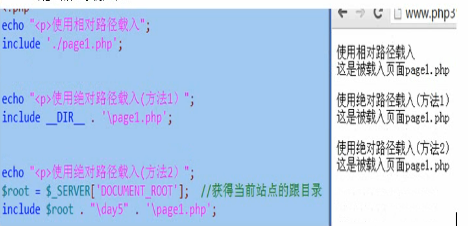 <?php
echo "<p>使用相对路径载入";
include './page1.php';
echo "<p>使用绝对路径载入(方法1) ";
include __DIR__ . '\page1.php';
echo "<p>使用绝对路径载入(方法2) ";
$root = $_SERVER['DOCUMENT_ROOT']; //获得当前站点的跟目录
include $root . "\day5" . '\page1.php';
www.php3
使用相对路径载入
这是被载入页面page1.php
使用绝对路径载入(方法1)
这是被载入页面page1.php
使用绝对路径载入(方法2)
这是被载入页面page1.php